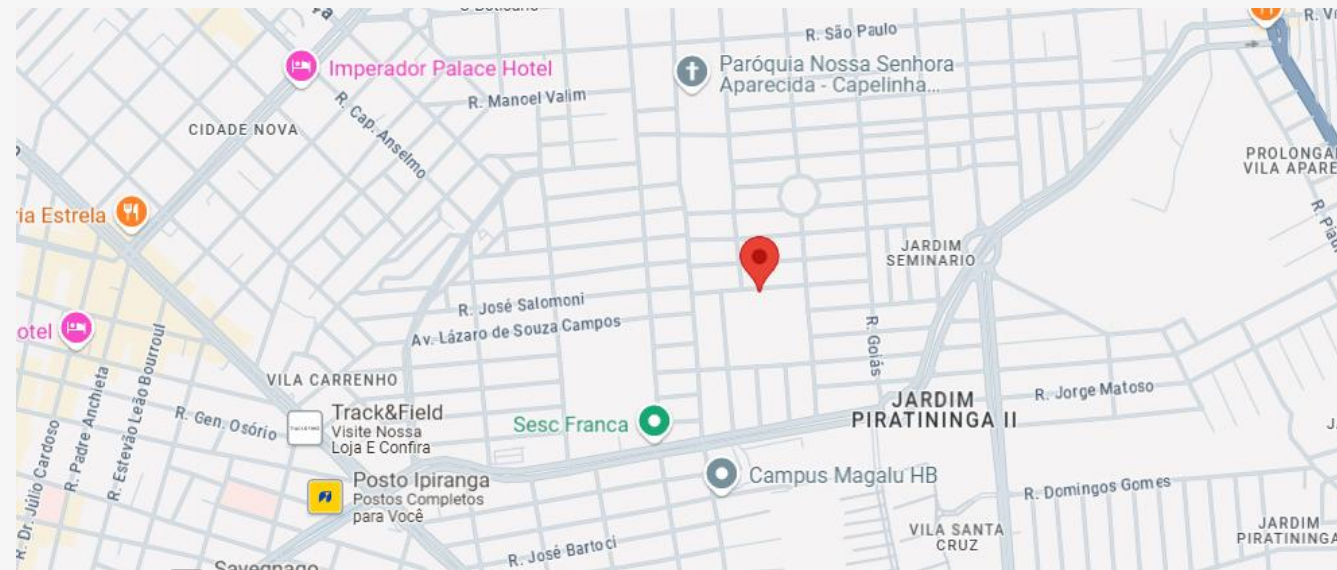 R. São Paulo
Imperador Palace Hotel
Paróquia Nossa Senhora
Aparecida - Capelinha...
R. Manoel Valim
R. Cap. Anselmo
CIDADE NOVA
PROLONGA
VILA APARE
ria Estrela
R. Piau
JARDIM
SEMINARIO
R. José Salomoni
Av. Lázaro de Souza Campos
otel
R. Goiás
R. Estevão Leão Bourroul
R. Padre Anchieta
R. Dr. Júlio Cardoso
VILA CARRENHO
R. Jorge Matoso
JARDIM
PIRATININGA II
R. Gen. Osório
Track&Field
Visite Nossa
Loja E Confira
Sesc Franca
Posto Ipiranga
Postos Completos
para Você
Campus Magalu HB
R. Domingos Gomes
VILA SANTA
CRUZ
JARDIM
PIRATININGA
R. José Bartoci
Savegnago